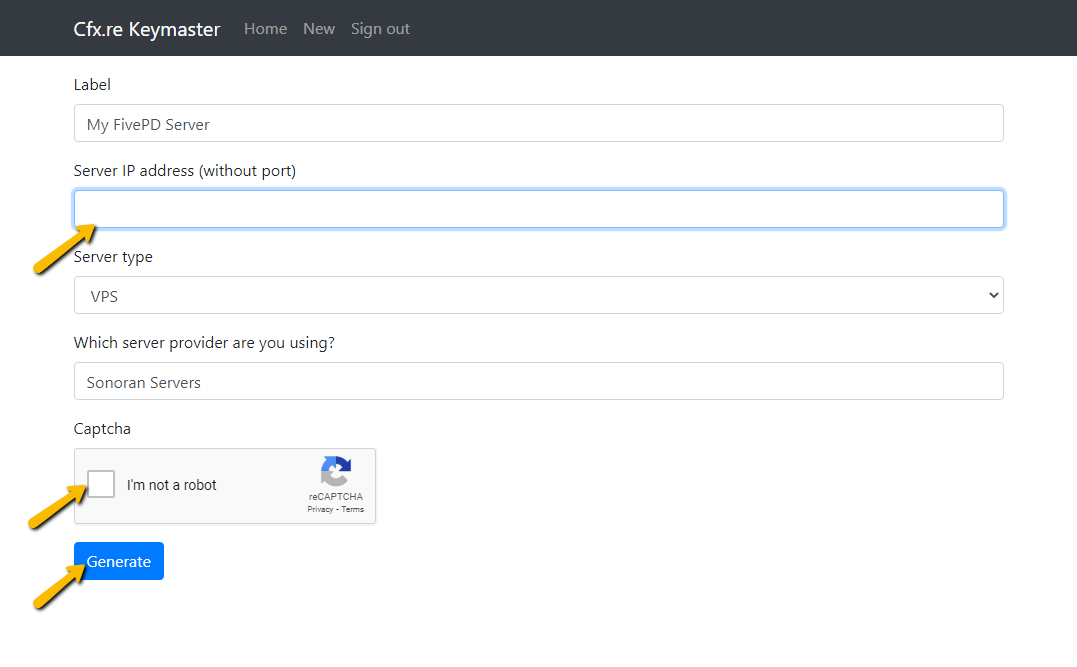 Cfx.re Keymaster Home New Sign out
Label
My FivePD Server
Server IP address (without port)
Server type
VPS
Which server provider are you using?
Sonoran Servers
Captcha
I'm not a robot
reCAPTCHA
Privacy - Terms
Generate